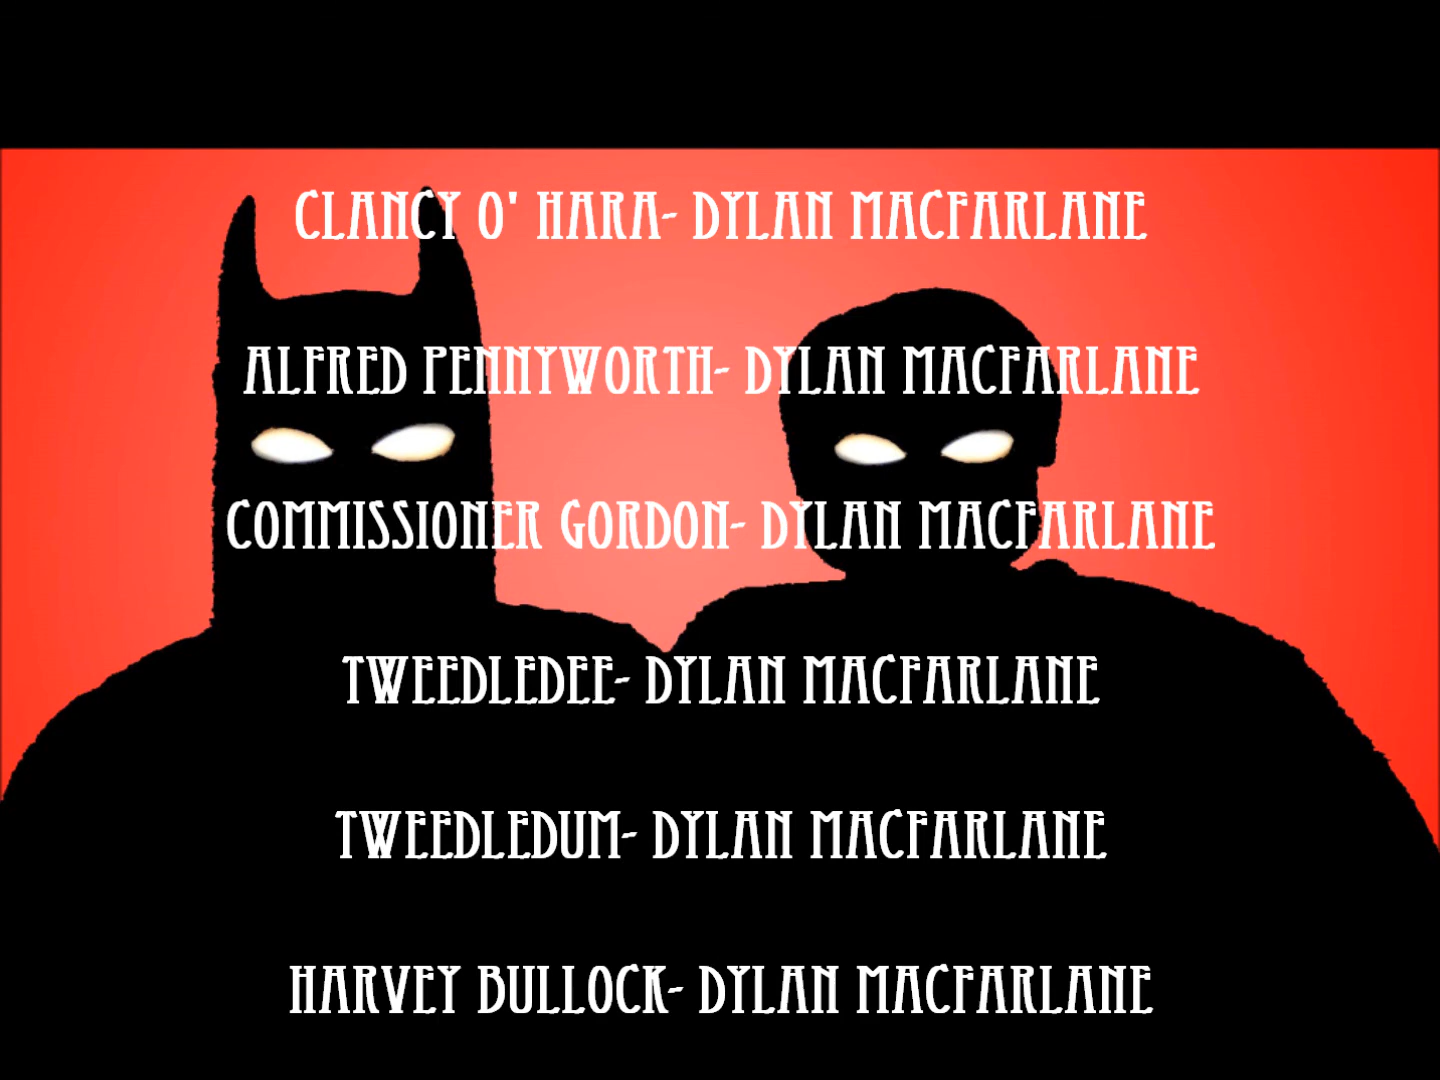 CLANCY O' HARA- DYLAN MACFARLANE
ALFRED PENNYWORTH- DYLAN MACFARLANE
COMMISSIONER GORDON- DYLAN MACFARLANE
TWEEDLEDEE- DYLAN MACFARLANE
TWEEDLEDUM- DYLAN MACFARLANE
HARVEY BULLOCK- DYLAN MACFARLANE